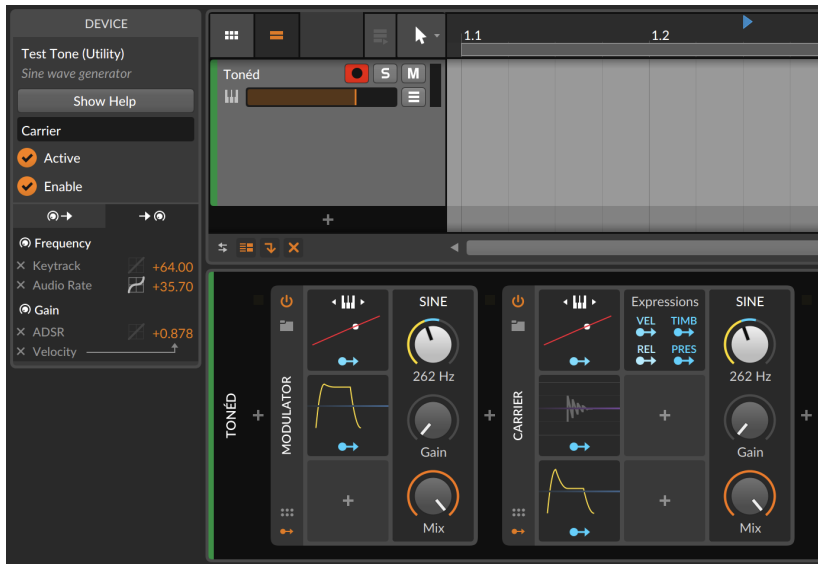 DEVICE
Test Tone (Utility)
Sine wave generator
Show Help
Carrier
Active
Enable
Frequency
Keytrack +64.00
Audio Rate +35.70
Gain
ADSR +0.878
Velocity
1.1 1.2
Tonéd S M
TONÉD
MODULATOR
SINE
262 Hz
Gain
Mix
CARRIER
Expressions
VEL TIMB
REL PRES
SINE
262 Hz
Gain
Mix